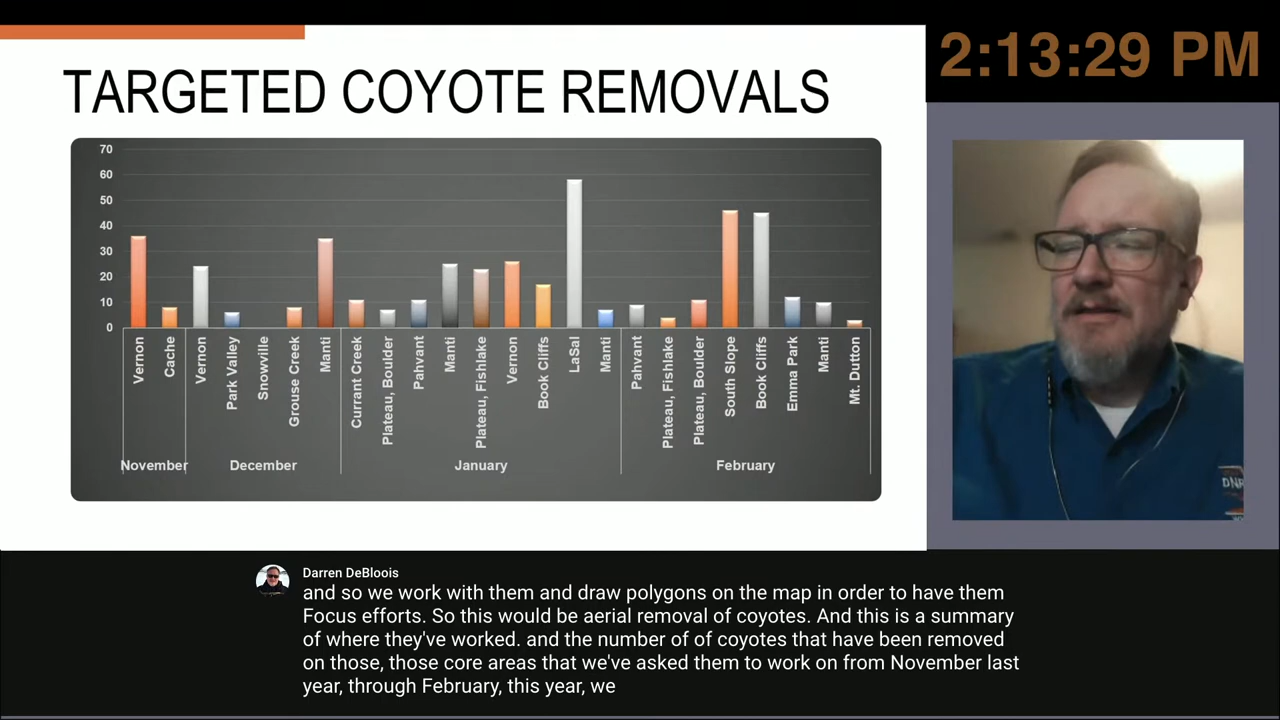 2:13:29 PM
TARGETED COYOTE REMOVALS
70
60
50
40
30
20
10
0
Vernon
Cache
Vernon
Park Valley
Snowville
Grouse Creek
Manti
Currant Creek
Plateau, Boulder
Pahvant
Manti
Plateau, Fishlake
Vernon
Book Cliffs
LaSal
Manti
Pahvant
Plateau, Fishlake
Plateau, Boulder
South Slope
Book Cliffs
Emma Park
Manti
Mt. Dutton
November
December
January
February
DNR
Darren DeBloois
and so we work with them and draw polygons on the map in order to have them
Focus efforts. So this would be aerial removal of coyotes. And this is a summary
of where they've worked. and the number of of coyotes that have been removed
on those, those core areas that we've asked them to work on from November last
year, through February, this year, we